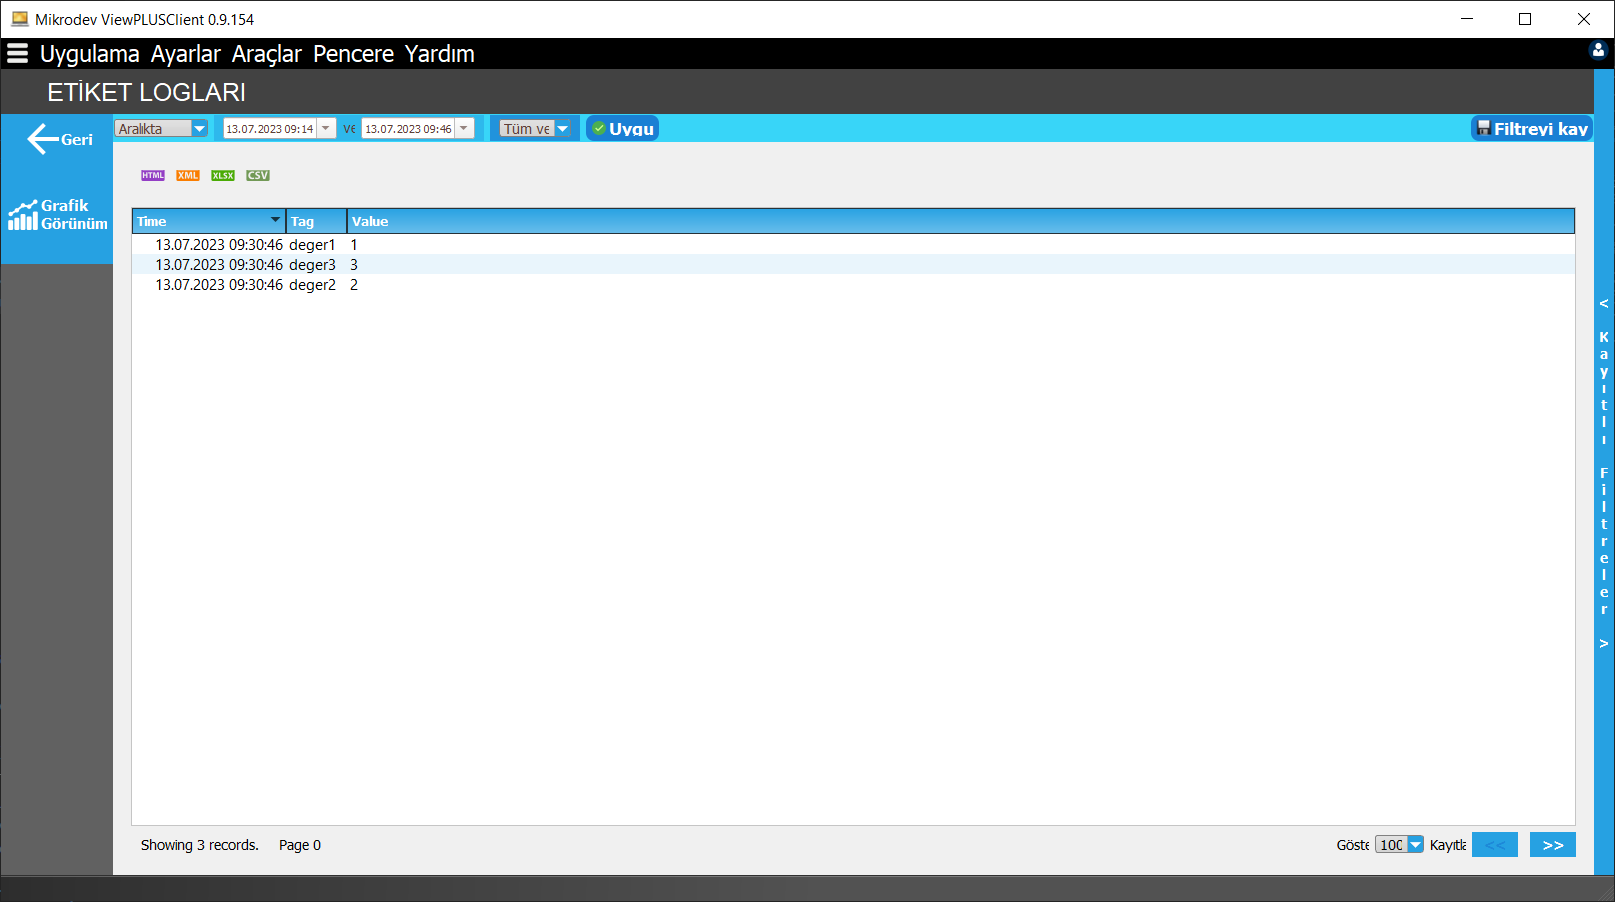 Mikrodev ViewPLUSClient 0.9.154
Uygulama Ayarlar Araçlar Pencere Yardım
ETİKET LOGLARI
Geri
Aralıkta 13.07.2023 09:14 ve 13.07.2023 09:46 Tüm ve Uygu Filtreyi kay
Grafik
Görünüm
HTML XML XLSX CSV
Time Tag Value
13.07.2023 09:30:46 deger1 1
13.07.2023 09:30:46 deger3 3
13.07.2023 09:30:46 deger2 2
< Kayıtlı Filtreler >
Showing 3 records. Page 0
Göste 100 Kayıtla << >>